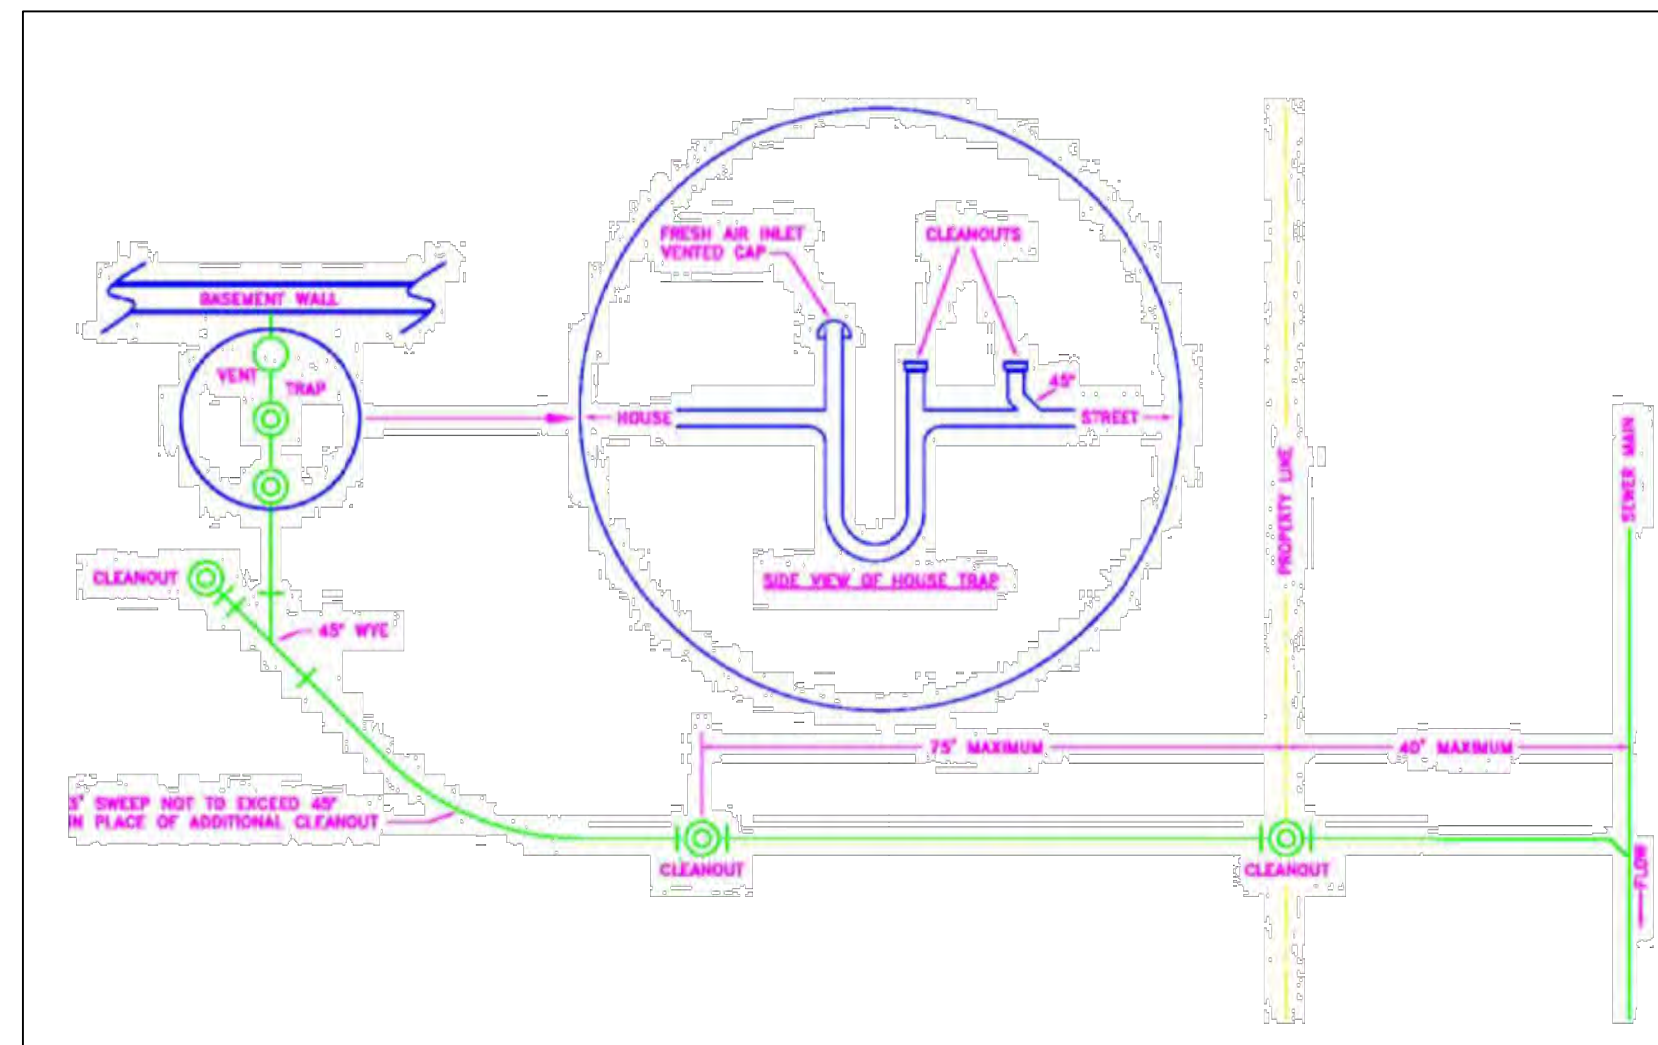 FRESH AIR INLET
VENTED CAP
CLEANOUTS
BASEMENT WALL
VENT
TRAP
45°
HOUSE
STREET
SEWER MAIN
PROPERTY LINE
CLEANOUT
SIDE VIEW OF HOUSE TRAP
45° WYE
75' MAXIMUM
40' MAXIMUM
3' SWEEP NOT TO EXCEED 45°
IN PLACE OF ADDITIONAL CLEANOUT
CLEANOUT
CLEANOUT
FLOW